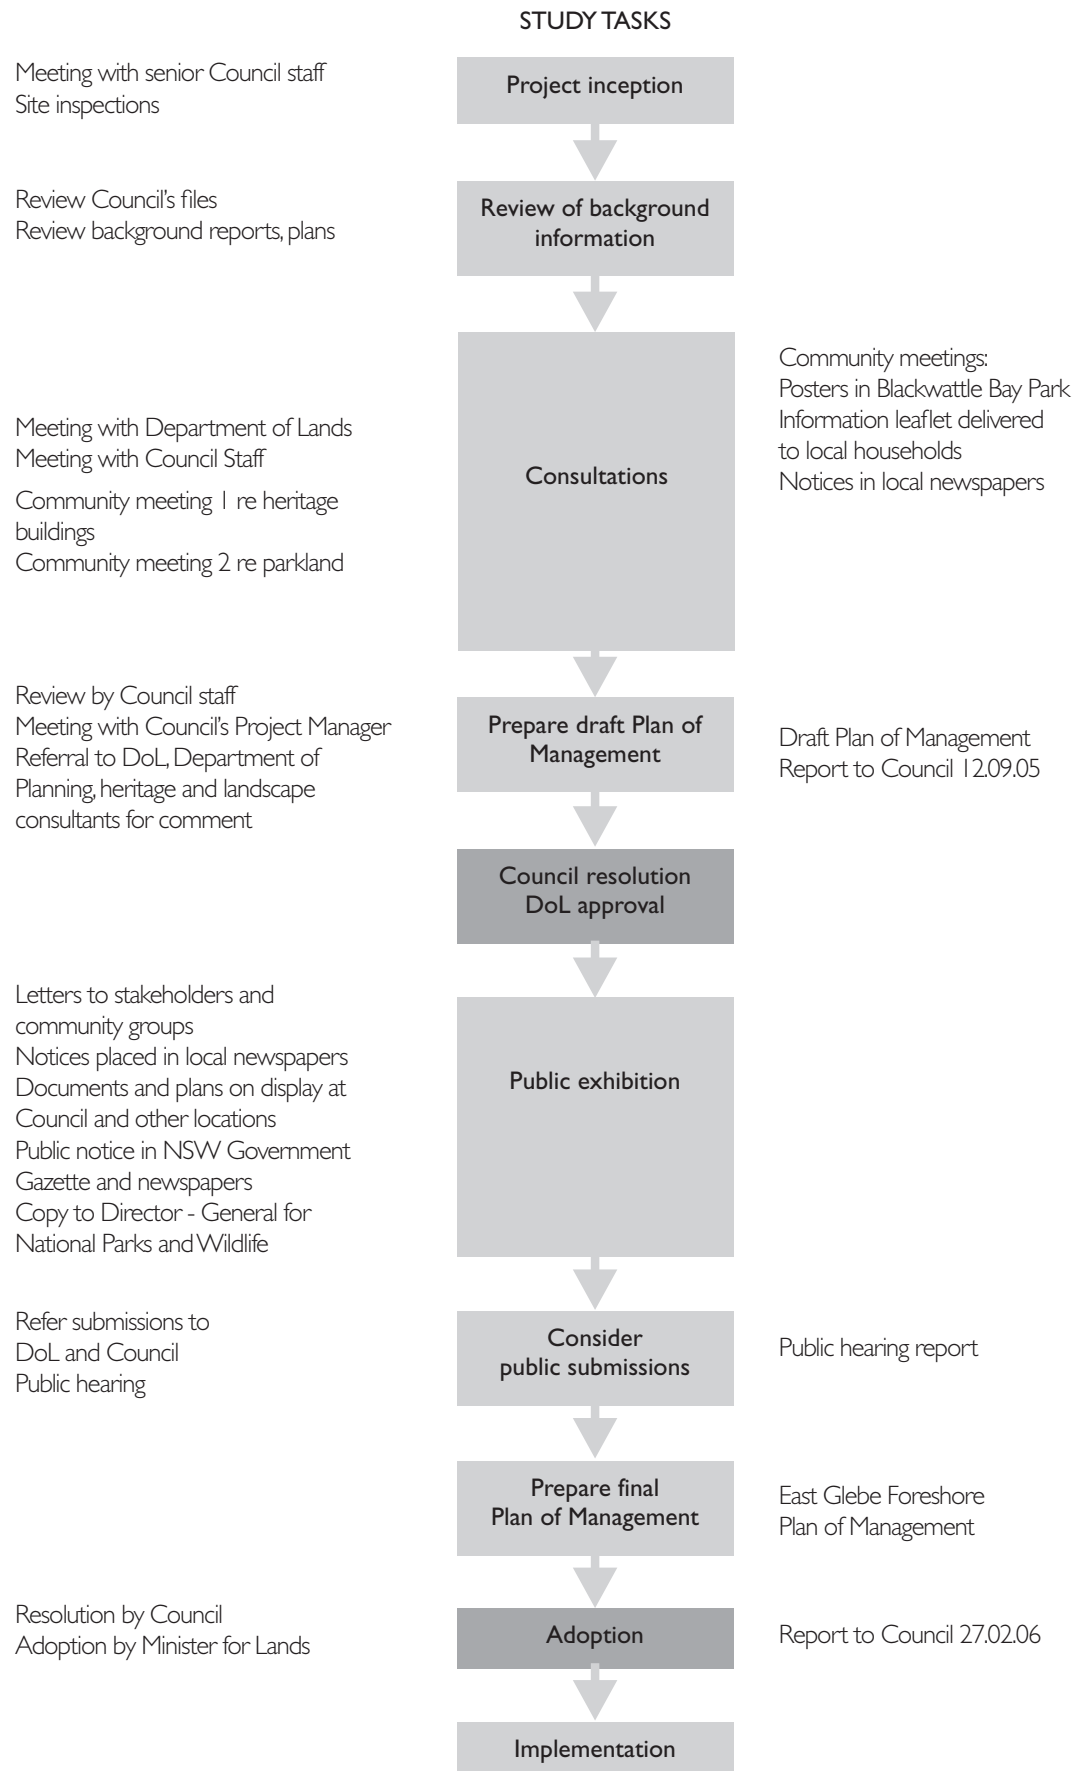 STUDY TASKS
Meeting with senior Council staff
Site inspections
Project inception
Review Council's files
Review background reports, plans
Review of background
information
Meeting with Department of Lands
Meeting with Council Staff
Community meeting 1 re heritage
buildings
Community meeting 2 re parkland
Consultations
Community meetings:
Posters in Blackwattle Bay Park
Information leaflet delivered
to local households
Notices in local newspapers
Review by Council staff
Meeting with Council's Project Manager
Referral to DoL, Department of
Planning, heritage and landscape
consultants for comment
Prepare draft Plan of
Management
Draft Plan of Management
Report to Council 12.09.05
Council resolution
DoL approval
Letters to stakeholders and
community groups
Notices placed in local newspapers
Documents and plans on display at
Council and other locations
Public notice in NSW Government
Gazette and newspapers
Copy to Director - General for
National Parks and Wildlife
Public exhibition
Refer submissions to
DoL and Council
Public hearing
Consider
public submissions
Public hearing report
Prepare final
Plan of Management
East Glebe Foreshore
Plan of Management
Resolution by Council
Adoption by Minister for Lands
Adoption
Report to Council 27.02.06
Implementation